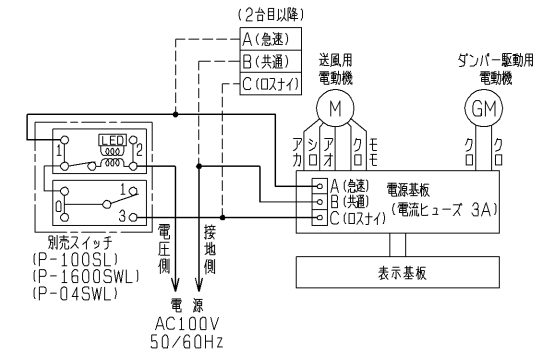 (2台目以降)
A(急速)
B(共通)
C(ロスナイ)
送風用
電動機
M
ダンパー駆動用
電動機
GM
アカ
シロ
アオ
クロ
モモ
クロ
クロ
LED
1
2
0
1
3
A(急速)
B(共通)
C(ロスナイ)
電源基板
(電流ヒューズ 3A)
表示基板
別売スイッチ
(P-100SL)
(P-1600SWL)
(P-04SWL)
電圧側
接地側
電 源
AC100V
50/60Hz